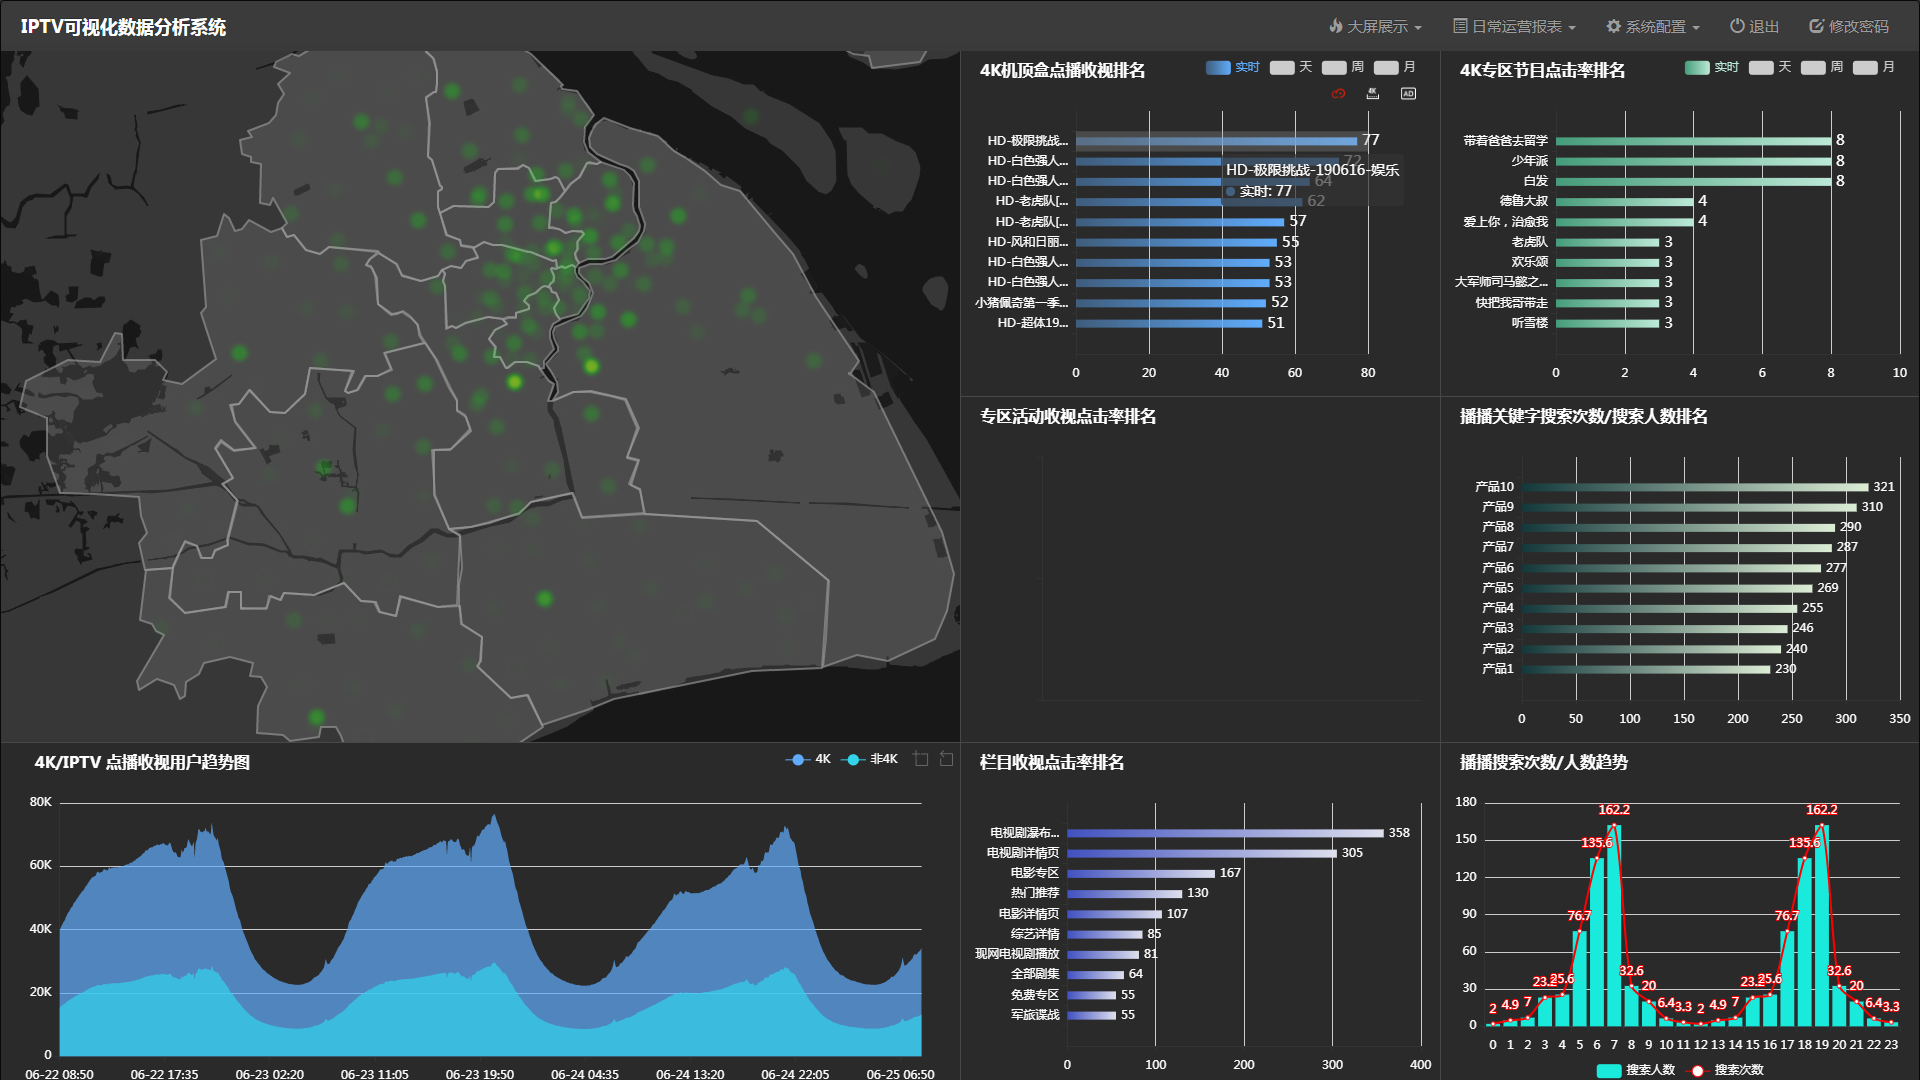 IPTV可视化数据分析系统
大屏展示
日常运营报表
系统配置
退出
修改密码
4K机顶盒点播收视排名
实时 天 周 月
4K
AD
HD-极限挑战... 77
HD-白色强人... 72
HD-白色强人... 64
HD-老虎队[... 62
HD-老虎队[... 57
HD-风和日丽... 55
HD-白色强人... 53
HD-白色强人... 53
小猪佩奇第一季... 52
HD-超体19... 51
HD-极限挑战-190616-娱乐
实时: 77
0 20 40 60 80
4K专区节目点击率排名
实时 天 周 月
带着爸爸去留学 8
少年派 8
白发 8
德鲁大叔 4
爱上你，治愈我 4
老虎队 3
欢乐颂 3
大军师司马懿之... 3
快把我哥带走 3
听雪楼 3
0 2 4 6 8 10
专区活动收视点击率排名
播播关键字搜索次数/搜索人数排名
产品10 321
产品9 310
产品8 290
产品7 287
产品6 277
产品5 269
产品4 255
产品3 246
产品2 240
产品1 230
0 50 100 150 200 250 300 350
4K/IPTV 点播收视用户趋势图
4K 非4K
80K
60K
40K
20K
0
06-22 08:50 06-22 17:35 06-23 02:20 06-23 11:05 06-23 19:50 06-24 04:35 06-24 13:20 06-24 22:05 06-25 06:50
栏目收视点击率排名
电视剧瀑布... 358
电视剧详情页 305
电影专区 167
热门推荐 130
电影详情页 107
综艺详情 85
现网电视剧播放 81
全部剧集 64
免费专区 55
军旅谍战 55
0 100 200 300 400
播播搜索次数/人数趋势
180
150
120
90
60
30
0
2 4.9 7 23.2 25.6 76.7 135.6 162.2 32.6 20 6.4 3.3 2 4.9 7 23.2 25.6 76.7 135.6 162.2 32.6 20 6.4 3.3
0 1 2 3 4 5 6 7 8 9 10 11 12 13 14 15 16 17 18 19 20 21 22 23
搜索人数 搜索次数